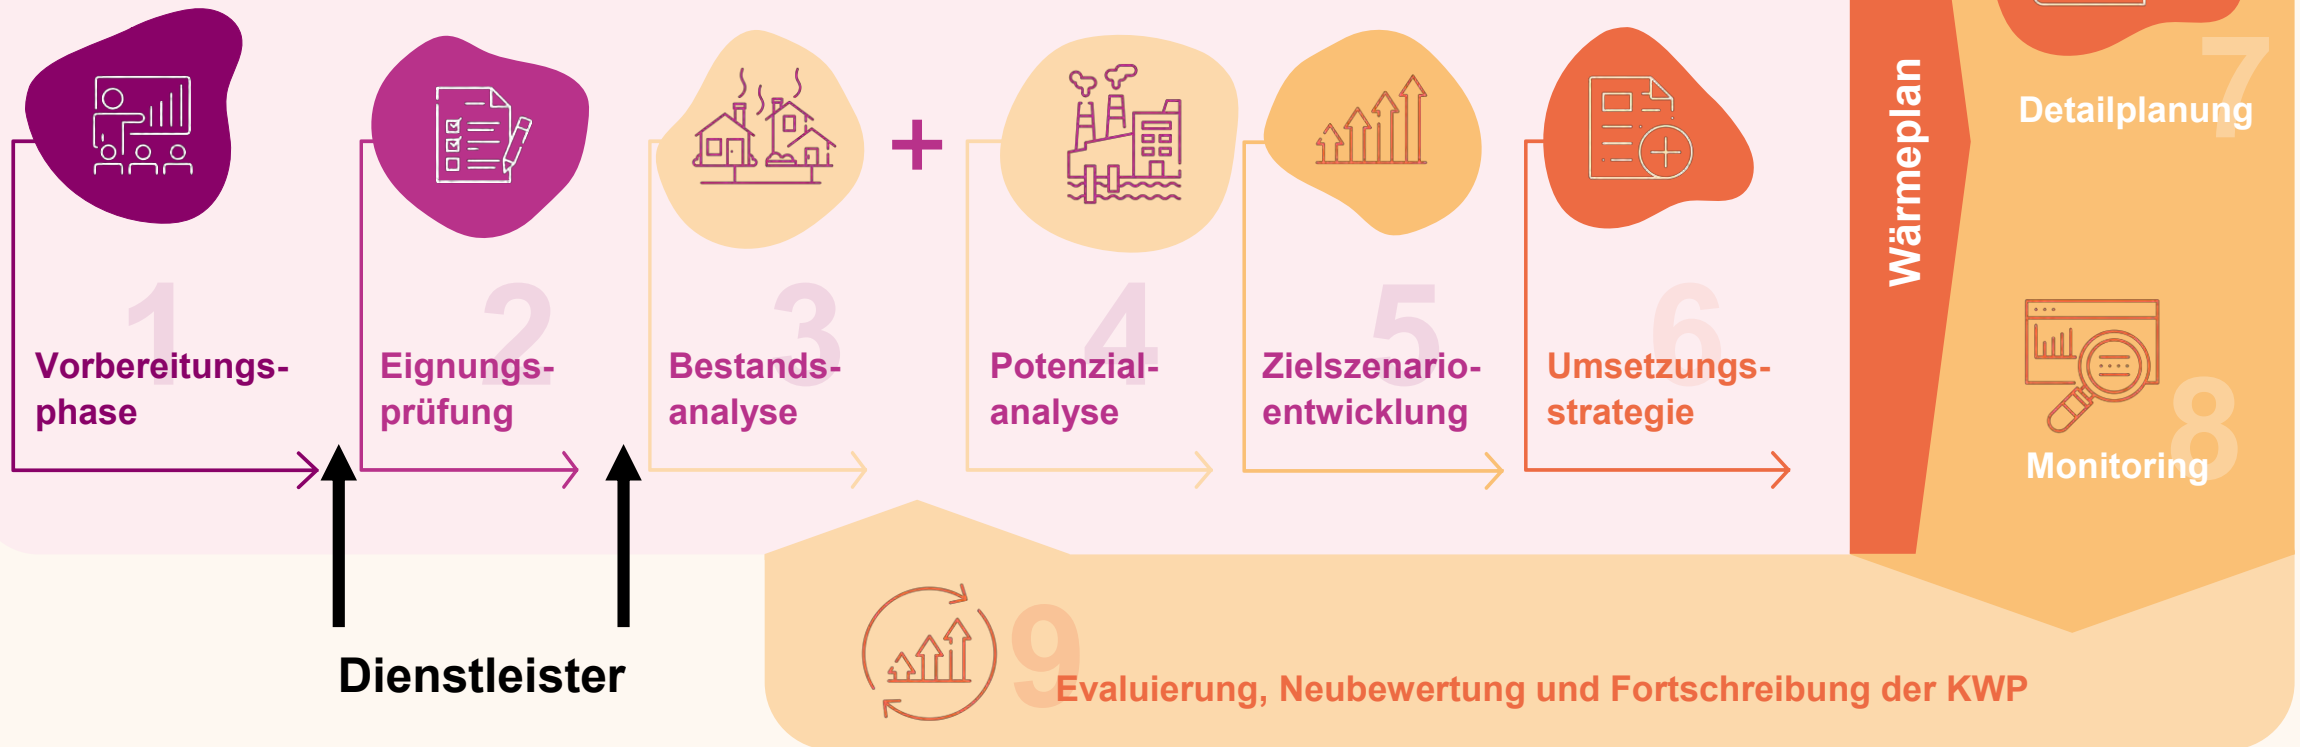 1
Vorbereitungs-
phase
2
Eignungs-
prüfung
3
Bestands-
analyse
+
4
Potenzial-
analyse
5
Zielszenario-
entwicklung
6
Umsetzungs-
strategie
Wärmeplan
7
Detailplanung
8
Monitoring
Dienstleister
9
Evaluierung, Neubewertung und Fortschreibung der KWP